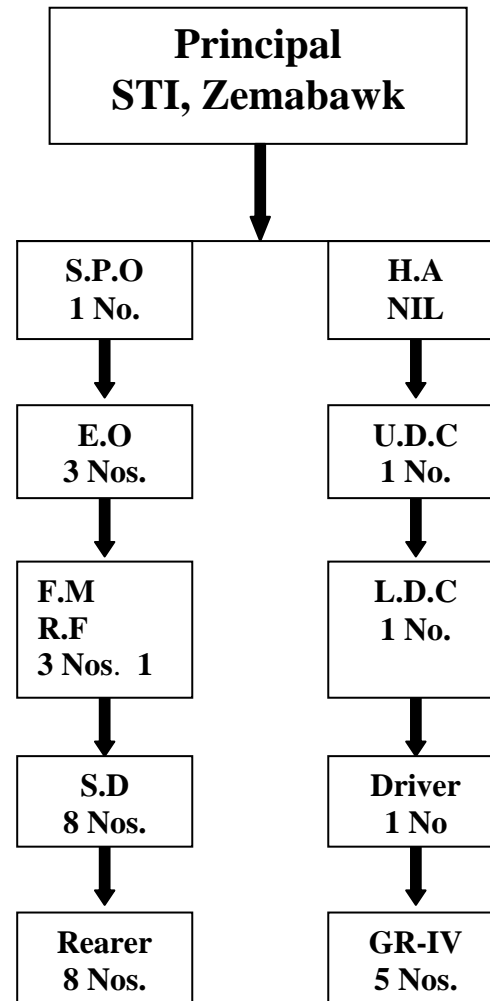 Principal
STI, Zemabawk
S.P.O
1 No.
H.A
NIL
E.O
3 Nos.
U.D.C
1 No.
F.M
R.F
3 Nos. 1
L.D.C
1 No.
S.D
8 Nos.
Driver
1 No
Rearer
8 Nos.
GR-IV
5 Nos.